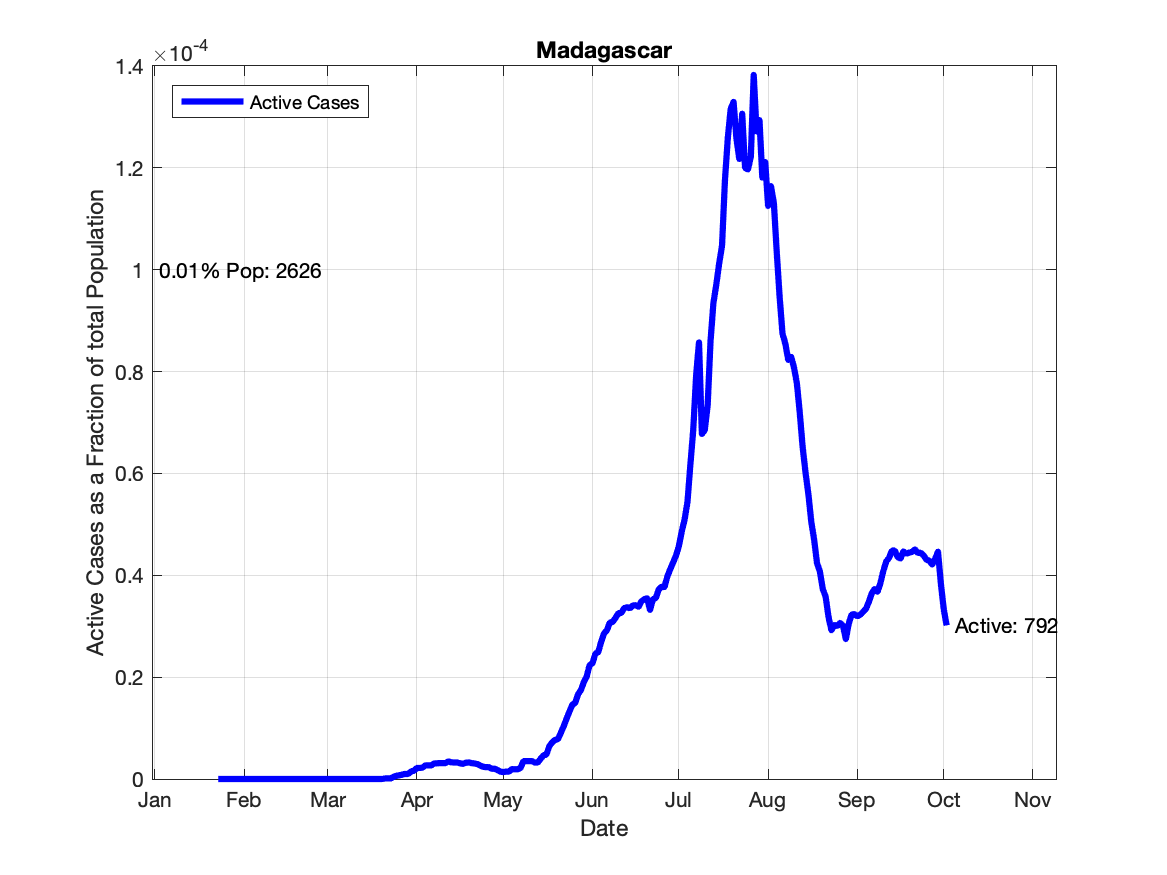 Madagascar
×10-4
Active Cases
1.4
1.2
1
0.8
0.6
0.4
0.2
0
0.01% Pop: 2626
Active: 792
Active Cases as a Fraction of total Population
Jan Feb Mar Apr May Jun Jul Aug Sep Oct Nov
Date